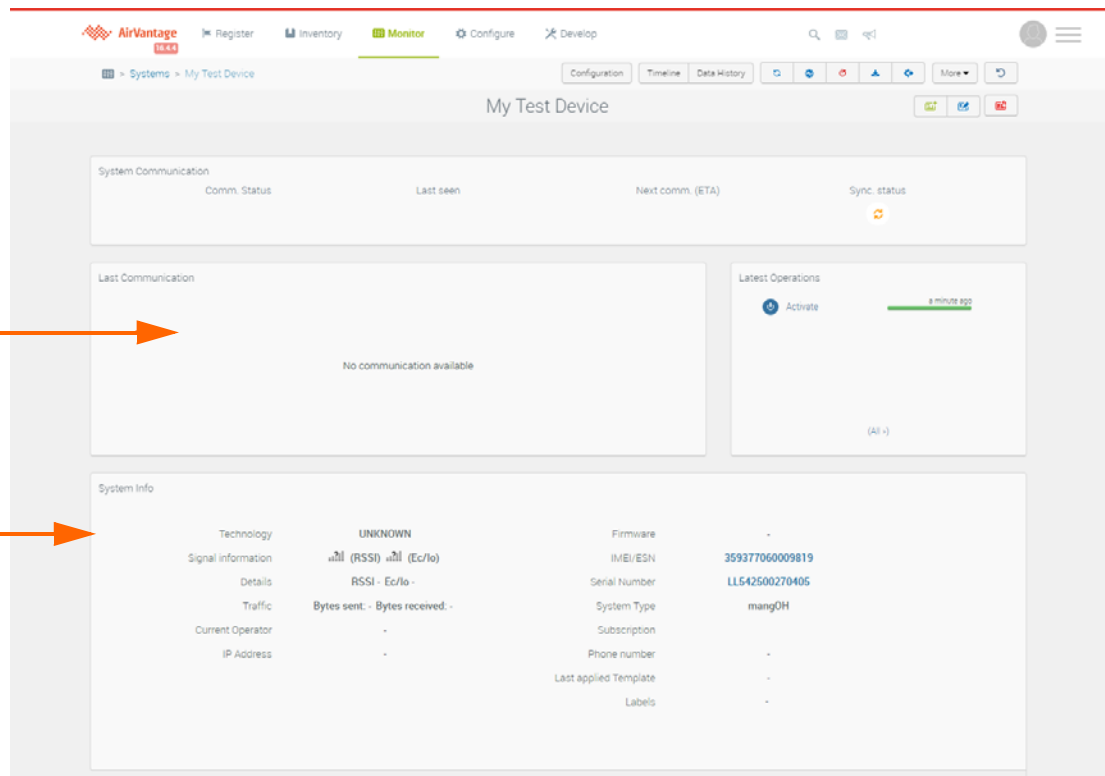 AirVantage Register Inventory Monitor Configure Develop
16.4.4
> Systems > My Test Device Configuration Timeline Data History More
My Test Device
System Communication
Comm. Status Last seen Next comm. (ETA) Sync. status
Last Communication
No communication available
Latest Operations
Activate a minute ago
(All »)
System Info
Technology UNKNOWN Firmware -
Signal information (RSSI) (Ec/Io) IMEI/ESN 359377060009819
Details RSSI - Ec/Io - Serial Number LL542500270405
Traffic Bytes sent: - Bytes received: - System Type mangOH
Current Operator - Subscription
IP Address - Phone number -
Last applied Template -
Labels -